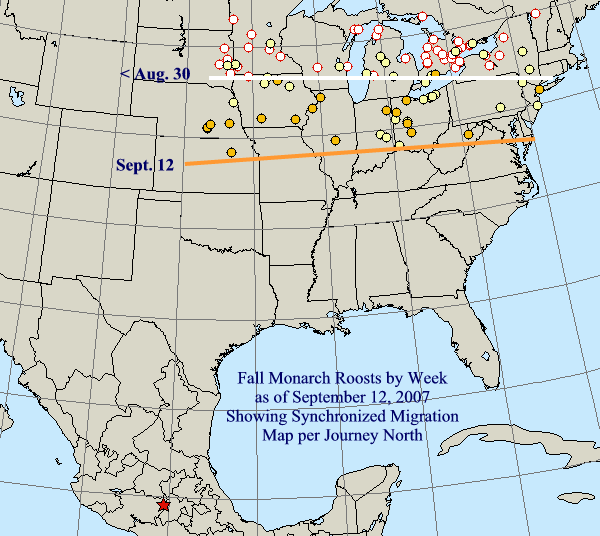 < Aug. 30
Sept. 12
Fall Monarch Roosts by Week
as of September 12, 2007
Showing Synchronized Migration
Map per Journey North